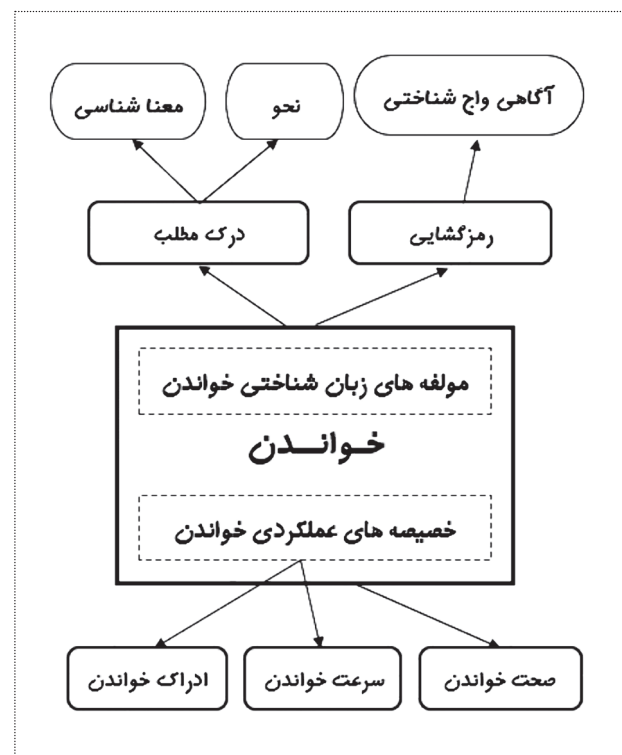 آگاهی واج شناختی
نحو
معنا شناسی
رمزگشایی
درک مطلب
مولفه های زبان شناختی خواندن
خـوانــدن
خصیصه های عملکردی خواندن
صحت خواندن
سرعت خواندن
ادراک خواندن